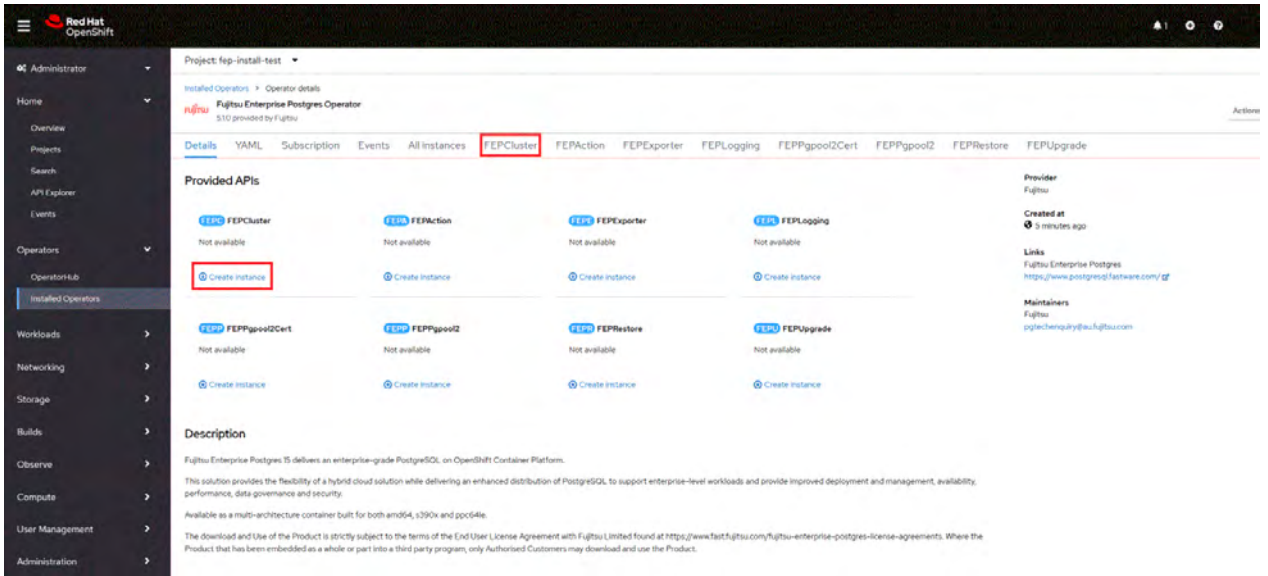 Red Hat
OpenShift
1
Administrator
Home
Overview
Projects
Search
API Explorer
Events
Operators
OperatorHub
Installed Operators
Workloads
Networking
Storage
Builds
Observe
Compute
User Management
Administration
Project: fep-install-test
Installed Operators > Operator details
FUJITSU
Fujitsu Enterprise Postgres Operator
5.1.0 provided by Fujitsu
Actions
Details YAML Subscription Events All instances FEPCluster FEPAction FEPExporter FEPLogging FEPPgpool2Cert FEPPgpool2 FEPRestore FEPUpgrade
Provided APIs
FEPC FEPCluster FEPA FEPAction FEPE FEPExporter FEPL FEPLogging
Not available Not available Not available Not available
Create instance Create instance Create instance Create instance
FEPP FEPPgpool2Cert FEPP FEPPgpool2 FEPR FEPRestore FEPU FEPUpgrade
Not available Not available Not available Not available
Create instance Create instance Create instance Create instance
Description
Fujitsu Enterprise Postgres 15 delivers an enterprise-grade PostgreSQL on OpenShift Container Platform.
This solution provides the flexibility of a hybrid cloud solution while delivering an enhanced distribution of PostgreSQL to support enterprise-level workloads and provide improved deployment and management, availability,
performance, data governance and security.
Available as a multi-architecture container built for both amd64, s390x and ppc64le.
The download and Use of the Product is strictly subject to the terms of the End User License Agreement with Fujitsu Limited found at https://www.fast.fujitsu.com/fujitsu-enterprise-postgres-license-agreements. Where the
Product that has been embedded as a whole or part into a third party program, only Authorised Customers may download and use the Product.
Provider
Fujitsu
Created at
5 minutes ago
Links
Fujitsu Enterprise Postgres
https://www.postgresql.fastware.com/
Maintainers
Fujitsu
pgtechenquiry@au.fujitsu.com